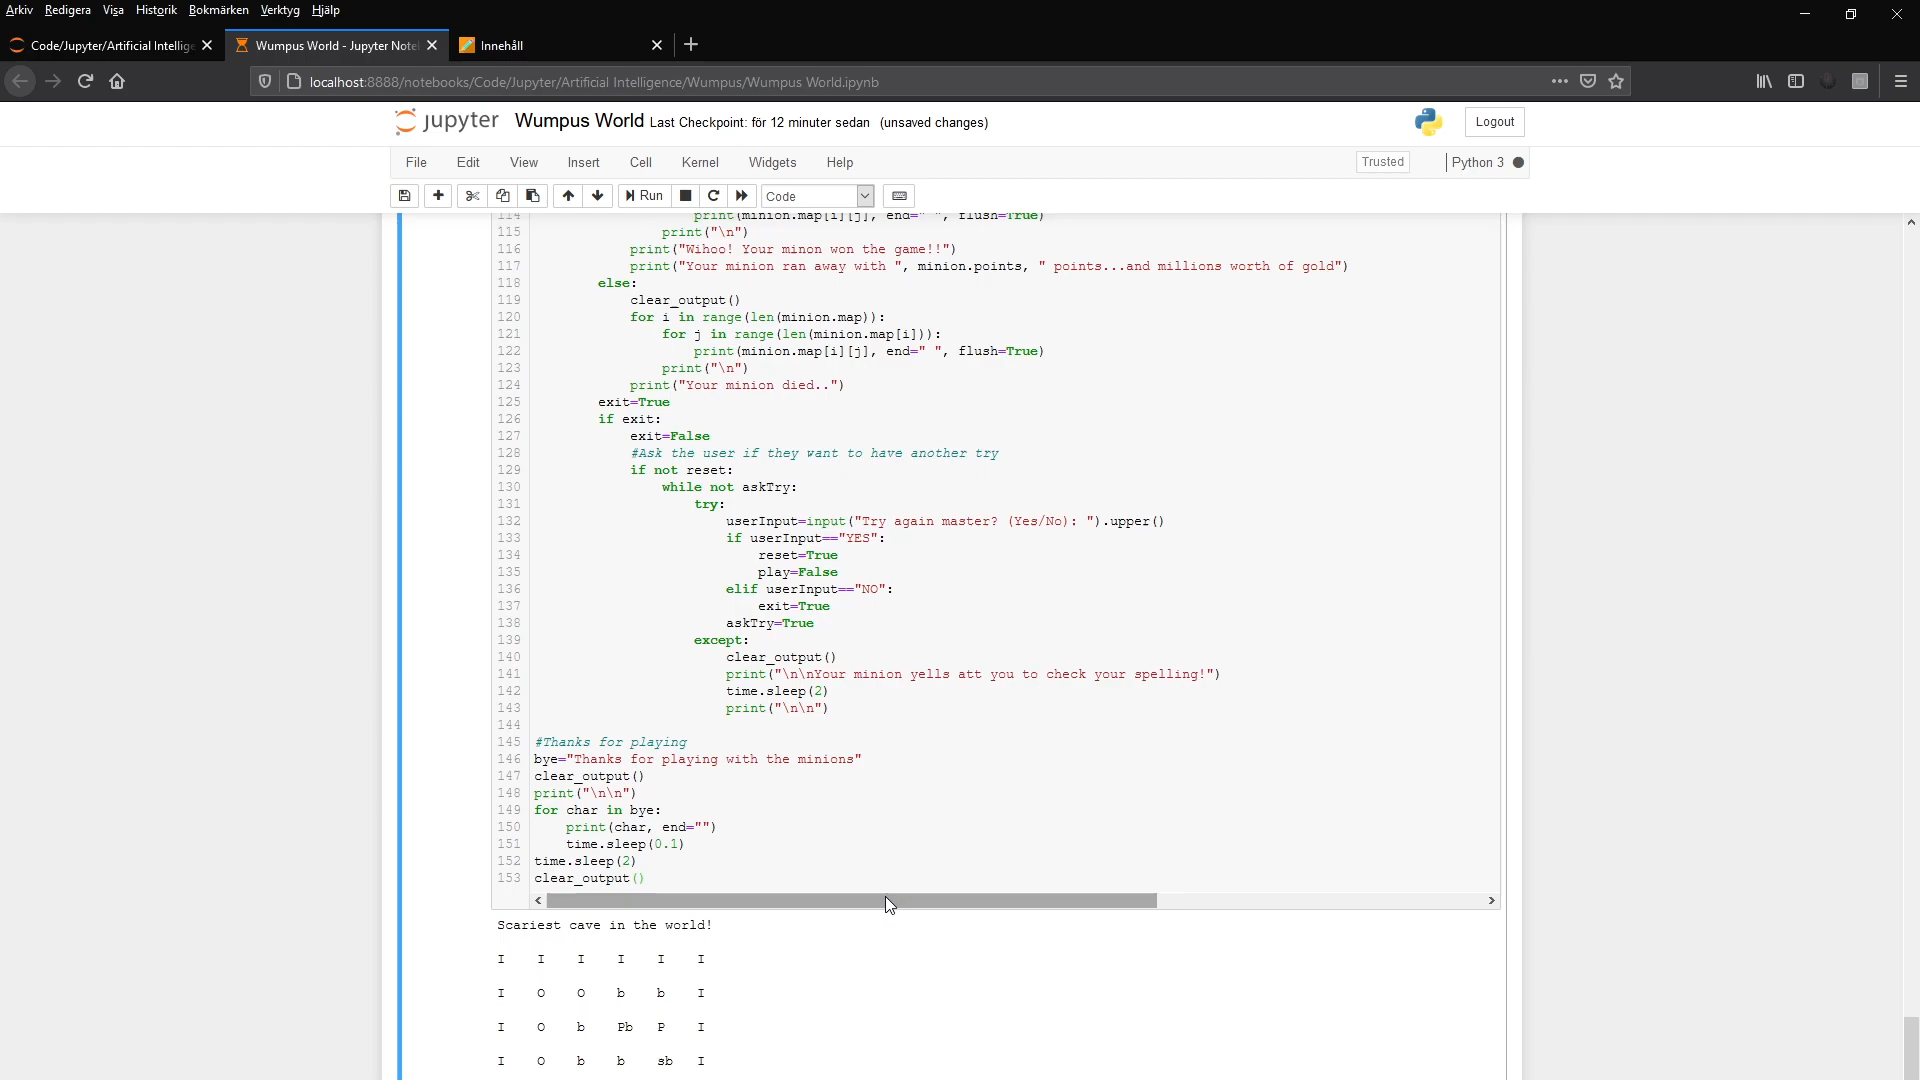 Arkiv Redigera Visa Historik Bokmärken Verktyg Hjälp
Code/Jupyter/Artificial Intellige Wumpus World - Jupyter Note Innehåll
localhost:8888/notebooks/Code/Jupyter/Artificial Intelligence/Wumpus/Wumpus World.ipynb
jupyter Wumpus World Last Checkpoint: för 12 minuter sedan (unsaved changes) Logout
File Edit View Insert Cell Kernel Widgets Help Trusted Python 3
Run Code
114 print(minion.map[i][j], end=" ", flush=True)
115 print("\n")
116 print("Wihoo! Your minon won the game!!")
117 print("Your minion ran away with ", minion.points, " points...and millions worth of gold")
118 else:
119 clear_output()
120 for i in range(len(minion.map)):
121 for j in range(len(minion.map[i])):
122 print(minion.map[i][j], end=" ", flush=True)
123 print("\n")
124 print("Your minion died..")
125 exit=True
126 if exit:
127 exit=False
128 #Ask the user if they want to have another try
129 if not reset:
130 while not askTry:
131 try:
132 userInput=input("Try again master? (Yes/No): ").upper()
133 if userInput=="YES":
134 reset=True
135 play=False
136 elif userInput=="NO":
137 exit=True
138 askTry=True
139 except:
140 clear_output()
141 print("\n\nYour minion yells att you to check your spelling!")
142 time.sleep(2)
143 print("\n\n")
144
145 #Thanks for playing
146 bye="Thanks for playing with the minions"
147 clear_output()
148 print("\n\n")
149 for char in bye:
150 print(char, end="")
151 time.sleep(0.1)
152 time.sleep(2)
153 clear_output()
Scariest cave in the world!
I I I I I I
I O O b b I
I O b Pb P I
I O b b sb I